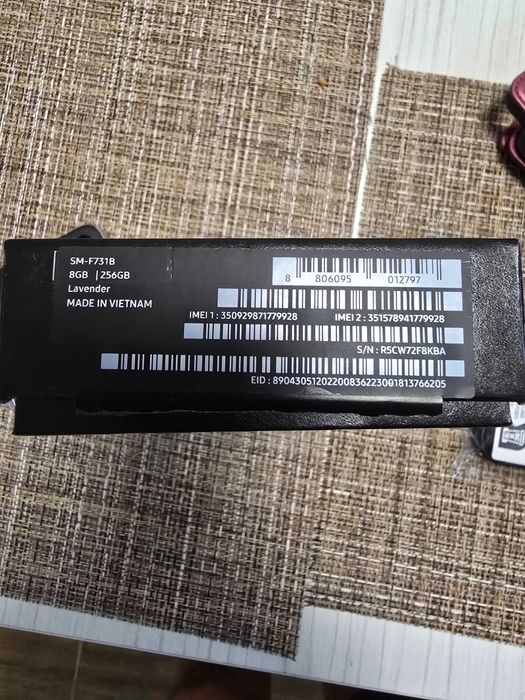 SM-F731B
8GB | 256GB
Lavender
MADE IN VIETNAM
8 806095 012797
IMEI 1 : 350929871779928 IMEI 2 : 351578941779928
S/N : R5CW72F8KBA
EID : 89043051202200836223001813766205